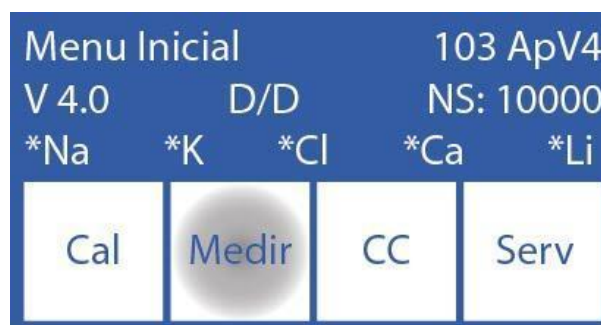 Menu Inicial 103 ApV4
V 4.0 D/D NS: 10000
*Na *K *Cl *Ca *Li
Cal Medir CC Serv